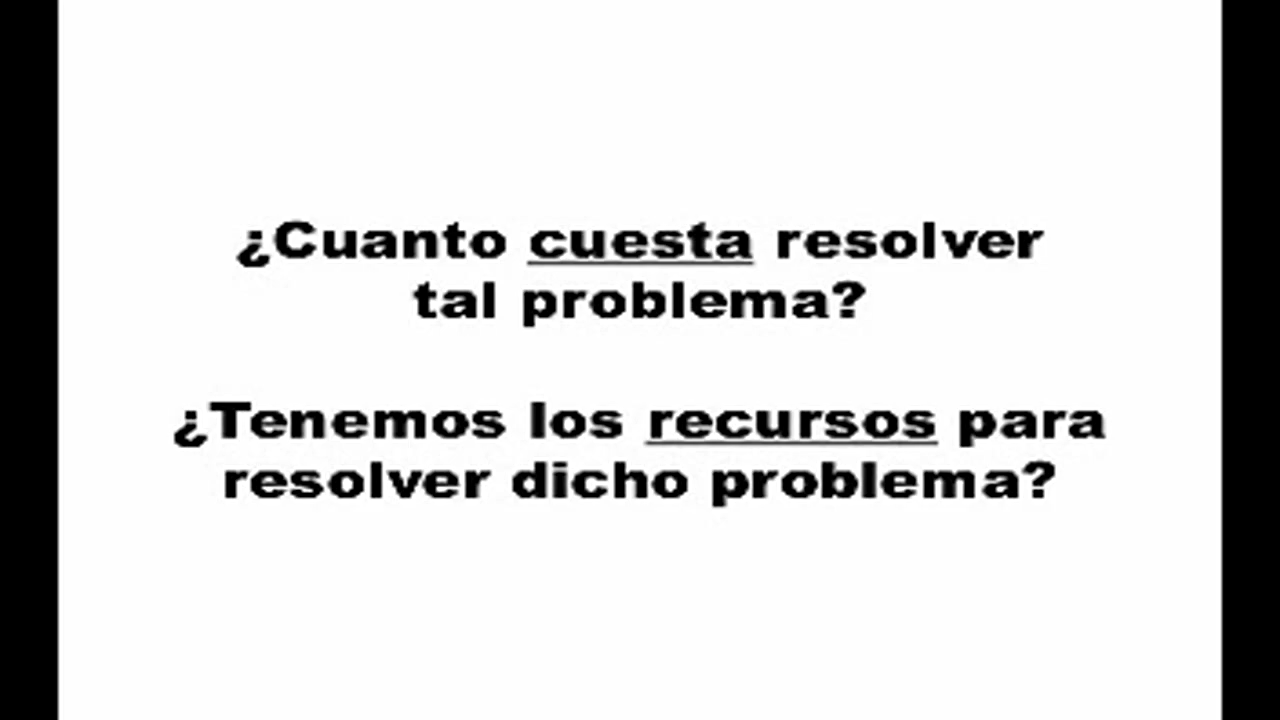 ¿Cuanto cuesta resolver
tal problema?
¿Tenemos los recursos para
resolver dicho problema?